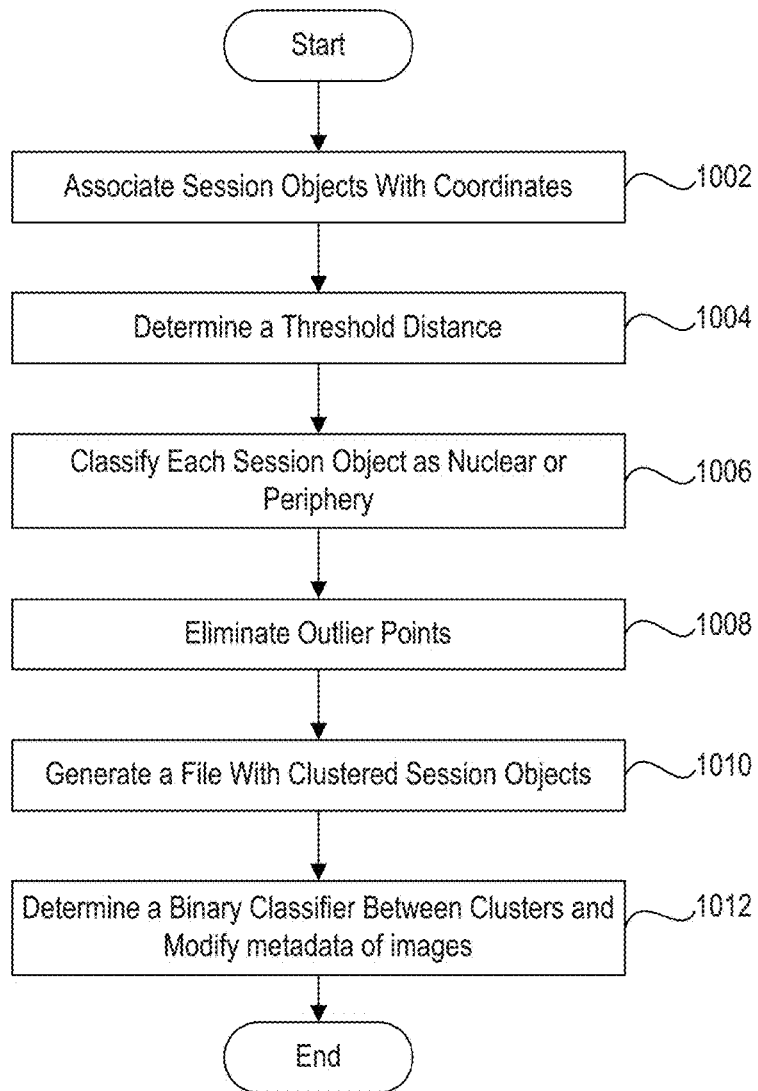 Start
Associate Session Objects With Coordinates
1002
Determine a Threshold Distance
1004
Classify Each Session Object as Nuclear or
Periphery
1006
Eliminate Outlier Points
1008
Generate a File With Clustered Session Objects
1010
Determine a Binary Classifier Between Clusters and
Modify metadata of images
1012
End